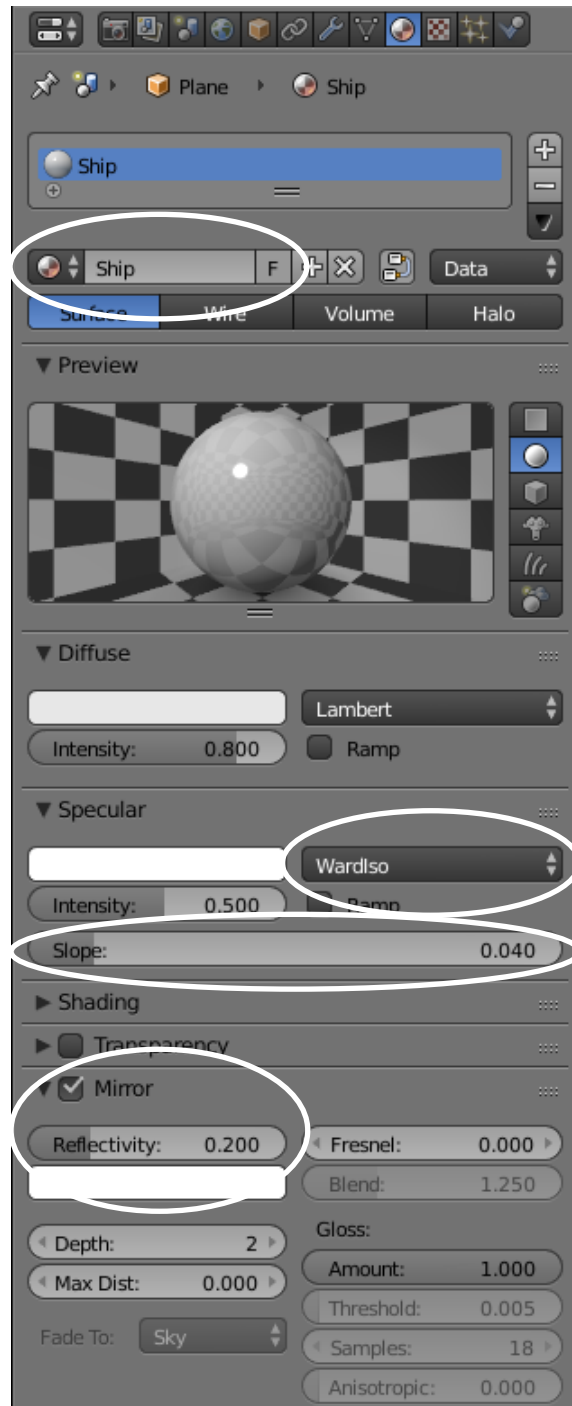 Plane Ship
Ship
Ship F Data
Surface Wire Volume Halo
Preview
Diffuse
Lambert
Intensity: 0.800 Ramp
Specular
WardIso
Intensity: 0.500 Ramp
Slope: 0.040
Shading
Transparency
Mirror
Reflectivity: 0.200 Fresnel: 0.000
Blend: 1.250
Depth: 2 Gloss:
Max Dist: 0.000 Amount: 1.000
Threshold: 0.005
Fade To: Sky Samples: 18
Anisotropic: 0.000